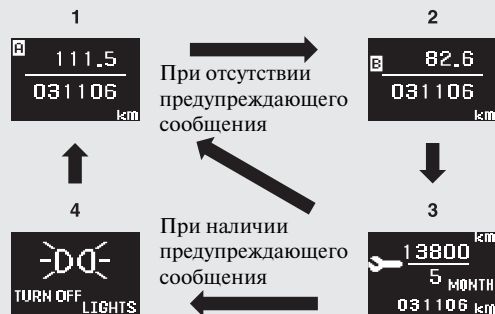 1
2
A
111.5
031106
km
При отсутствии
предупреждающего
сообщения
B
82.6
031106
km
4
3
При наличии
предупреждающего
сообщения
TURN OFF
LIGHTS
km
13800
5 MONTH
031106 km